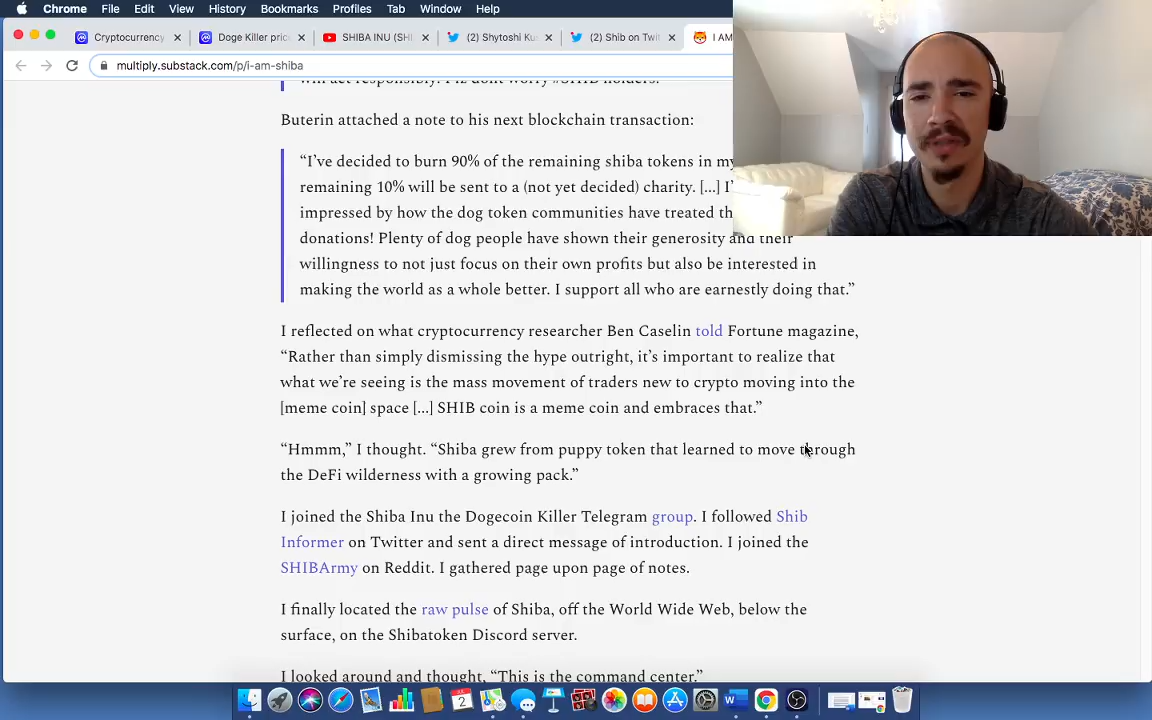 Chrome File Edit View History Bookmarks Profiles Tab Window Help
Cryptocurrency Doge Killer pric SHIBA INU (SHI (2) Shytoshi Ku (2) Shib on Twit I AM
multiply.substack.com/p/i-am-shiba
will act responsibly. Plz dont worry #SHIB holders.
Buterin attached a note to his next blockchain transaction:
“I’ve decided to burn 90% of the remaining shiba tokens in my
remaining 10% will be sent to a (not yet decided) charity. [...] I’
impressed by how the dog token communities have treated th
donations! Plenty of dog people have shown their generosity and their
willingness to not just focus on their own profits but also be interested in
making the world as a whole better. I support all who are earnestly doing that.”
I reflected on what cryptocurrency researcher Ben Caselin told Fortune magazine,
“Rather than simply dismissing the hype outright, it’s important to realize that
what we’re seeing is the mass movement of traders new to crypto moving into the
[meme coin] space [...] SHIB coin is a meme coin and embraces that.”
“Hmmm,” I thought. “Shiba grew from puppy token that learned to move through
the DeFi wilderness with a growing pack.”
I joined the Shiba Inu the Dogecoin Killer Telegram group. I followed Shib
Informer on Twitter and sent a direct message of introduction. I joined the
SHIBArmy on Reddit. I gathered page upon page of notes.
I finally located the raw pulse of Shiba, off the World Wide Web, below the
surface, on the Shibatoken Discord server.
I looked around and thought, “This is the command center.”
2